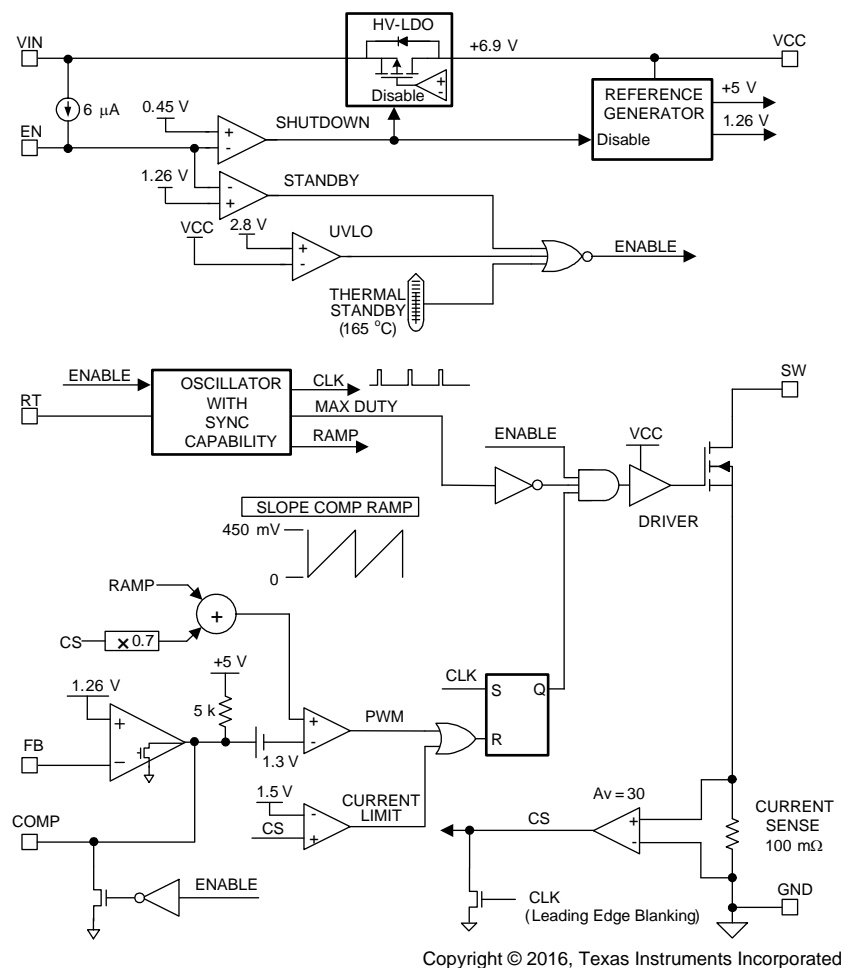 HV-LDO
VIN
+6.9 V
VCC
Disable
6 μA
0.45 V
SHUTDOWN
REFERENCE
GENERATOR
Disable
+5 V
1.26 V
EN
+
-
+
-
1.26 V
-
+
STANDBY
VCC
2.8 V
+
-
UVLO
ENABLE
THERMAL
STANDBY
(165 °C)
SW
ENABLE
RT
OSCILLATOR
WITH
SYNC
CAPABILITY
CLK
MAX DUTY
RAMP
ENABLE
VCC
DRIVER
SLOPE COMP RAMP
450 mV
0
RAMP
+
CS
× 0.7
+5 V
5 k
1.26 V
+
-
FB
1.3 V
+
-
PWM
CLK
S
Q
R
1.5 V
CS
-
+
CURRENT
LIMIT
COMP
ENABLE
Av = 30
CS
+
-
CURRENT
SENSE
100 mΩ
CLK
(Leading Edge Blanking)
GND
Copyright © 2016, Texas Instruments Incorporated